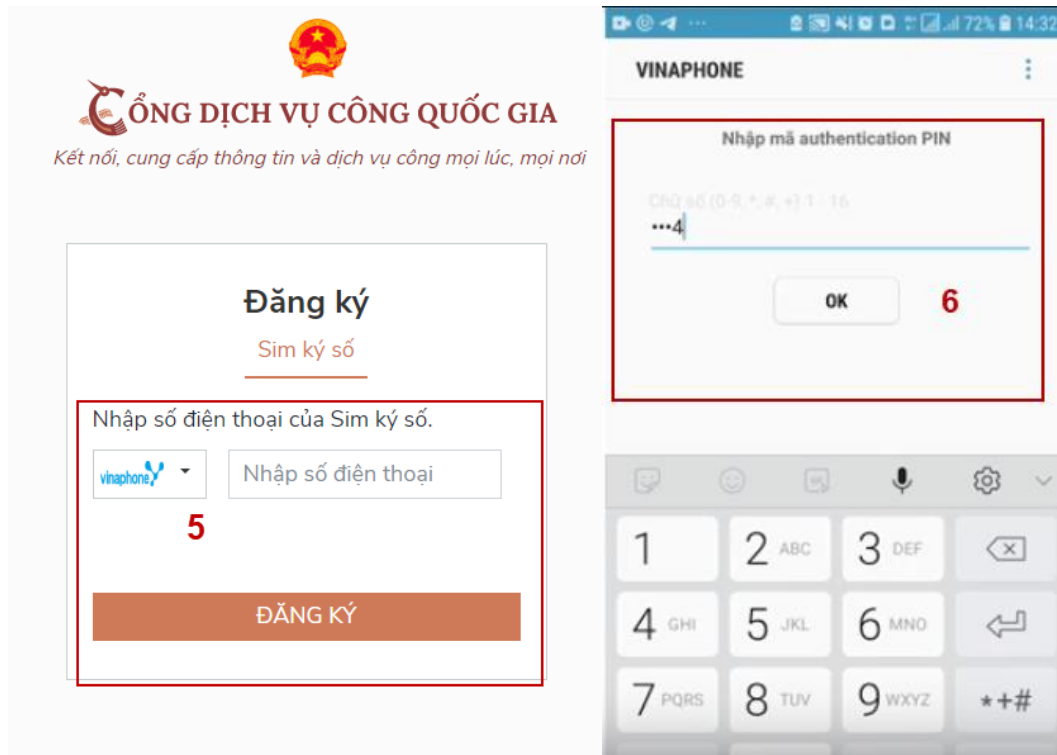 CỔNG DỊCH VỤ CÔNG QUỐC GIA
Kết nối, cung cấp thông tin và dịch vụ công mọi lúc, mọi nơi
Đăng ký
Sim ký số
Nhập số điện thoại của Sim ký số.
vinaphone Nhập số điện thoại
5
ĐĂNG KÝ
72% 14:32
VINAPHONE
Nhập mã authentication PIN
Chữ số (0-9, *, #, +) 1 - 16
•••4
OK 6
1 2 ABC 3 DEF
4 GHI 5 JKL 6 MNO
7 PQRS 8 TUV 9 WXYZ *+#